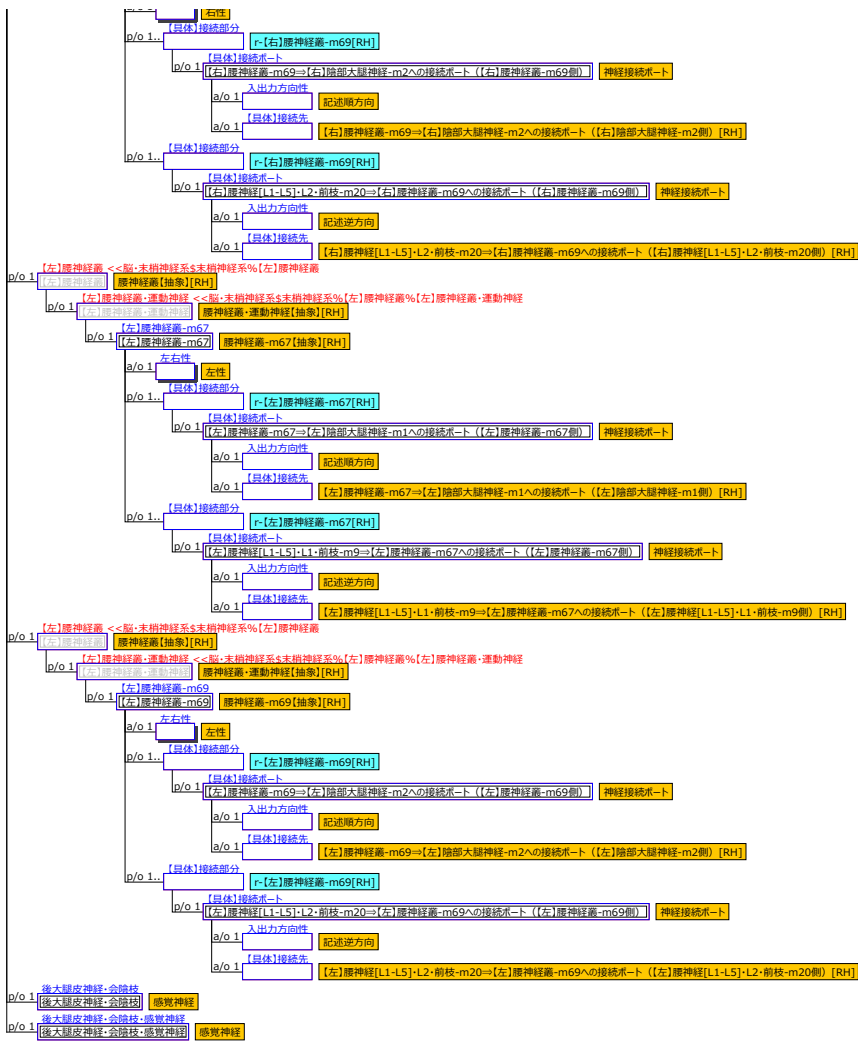 a/o 1 右性
【具体】接続部分
p/o 1.. r-【右】腰神経叢-m69[RH]
【具体】接続ポート
p/o 1 【右】腰神経叢-m69⇒【右】陰部大腿神経-m2への接続ポート（【右】腰神経叢-m69側） 神経接続ポート
入出力方向性
a/o 1 記述順方向
【具体】接続先
a/o 1 【右】腰神経叢-m69⇒【右】陰部大腿神経-m2への接続ポート（【右】陰部大腿神経-m2側）[RH]
【具体】接続部分
p/o 1.. r-【右】腰神経叢-m69[RH]
【具体】接続ポート
p/o 1 【右】腰神経[L1-L5]・L2・前枝-m20⇒【右】腰神経叢-m69への接続ポート（【右】腰神経叢-m69側） 神経接続ポート
入出力方向性
a/o 1 記述逆方向
【具体】接続先
a/o 1 【右】腰神経[L1-L5]・L2・前枝-m20⇒【右】腰神経叢-m69への接続ポート（【右】腰神経[L1-L5]・L2・前枝-m20側）[RH]
【左】腰神経叢 <<脳・末梢神経系$末梢神経系%【左】腰神経叢
p/o 1 【左】腰神経叢 腰神経叢【抽象】[RH]
【左】腰神経叢・運動神経 <<脳・末梢神経系$末梢神経系%【左】腰神経叢%【左】腰神経叢・運動神経
p/o 1 【左】腰神経叢・運動神経 腰神経叢・運動神経【抽象】[RH]
【左】腰神経叢-m67
p/o 1 【左】腰神経叢-m67 腰神経叢-m67【抽象】[RH]
左右性
a/o 1 左性
【具体】接続部分
p/o 1.. r-【左】腰神経叢-m67[RH]
【具体】接続ポート
p/o 1 【左】腰神経叢-m67⇒【左】陰部大腿神経-m1への接続ポート（【左】腰神経叢-m67側） 神経接続ポート
入出力方向性
a/o 1 記述順方向
【具体】接続先
a/o 1 【左】腰神経叢-m67⇒【左】陰部大腿神経-m1への接続ポート（【左】陰部大腿神経-m1側）[RH]
【具体】接続部分
p/o 1.. r-【左】腰神経叢-m67[RH]
【具体】接続ポート
p/o 1 【左】腰神経[L1-L5]・L1・前枝-m9⇒【左】腰神経叢-m67への接続ポート（【左】腰神経叢-m67側） 神経接続ポート
入出力方向性
a/o 1 記述逆方向
【具体】接続先
a/o 1 【左】腰神経[L1-L5]・L1・前枝-m9⇒【左】腰神経叢-m67への接続ポート（【左】腰神経[L1-L5]・L1・前枝-m9側）[RH]
【左】腰神経叢 <<脳・末梢神経系$末梢神経系%【左】腰神経叢
p/o 1 【左】腰神経叢 腰神経叢【抽象】[RH]
【左】腰神経叢・運動神経 <<脳・末梢神経系$末梢神経系%【左】腰神経叢%【左】腰神経叢・運動神経
p/o 1 【左】腰神経叢・運動神経 腰神経叢・運動神経【抽象】[RH]
【左】腰神経叢-m69
p/o 1 【左】腰神経叢-m69 腰神経叢-m69【抽象】[RH]
左右性
a/o 1 左性
【具体】接続部分
p/o 1.. r-【左】腰神経叢-m69[RH]
【具体】接続ポート
p/o 1 【左】腰神経叢-m69⇒【左】陰部大腿神経-m2への接続ポート（【左】腰神経叢-m69側） 神経接続ポート
入出力方向性
a/o 1 記述順方向
【具体】接続先
a/o 1 【左】腰神経叢-m69⇒【左】陰部大腿神経-m2への接続ポート（【左】陰部大腿神経-m2側）[RH]
【具体】接続部分
p/o 1.. r-【左】腰神経叢-m69[RH]
【具体】接続ポート
p/o 1 【左】腰神経[L1-L5]・L2・前枝-m20⇒【左】腰神経叢-m69への接続ポート（【左】腰神経叢-m69側） 神経接続ポート
入出力方向性
a/o 1 記述逆方向
【具体】接続先
a/o 1 【左】腰神経[L1-L5]・L2・前枝-m20⇒【左】腰神経叢-m69への接続ポート（【左】腰神経[L1-L5]・L2・前枝-m20側）[RH]
後大腿皮神経・会陰枝
p/o 1 後大腿皮神経・会陰枝 感覚神経
後大腿皮神経・会陰枝・感覚神経
p/o 1 後大腿皮神経・会陰枝・感覚神経 感覚神経